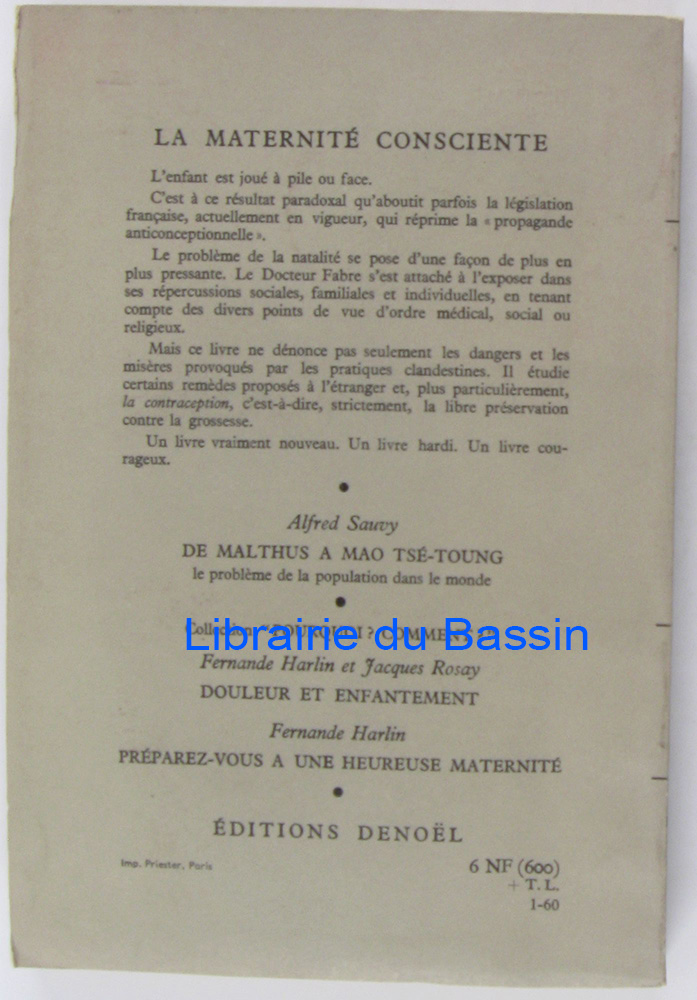 LA MATERNITÉ CONSCIENTE
L'enfant est joué à pile ou face.
C'est à ce résultat paradoxal qu'aboutit parfois la législation
française, actuellement en vigueur, qui réprime la « propagande
anticonceptionnelle ».
Le problème de la natalité se pose d'une façon de plus en
plus pressante. Le Docteur Fabre s'est attaché à l'exposer dans
ses répercussions sociales, familiales et individuelles, en tenant
compte des divers points de vue d'ordre médical, social ou
religieux.
Mais ce livre ne dénonce pas seulement les dangers et les
misères provoqués par les pratiques clandestines. Il étudie
certains remèdes proposés à l'étranger et, plus particulièrement,
la contraception, c'est-à-dire, strictement, la libre préservation
contre la grossesse.
Un livre vraiment nouveau. Un livre hardi. Un livre cou-
rageux.
Alfred Sauvy
DE MALTHUS A MAO TSÉ-TOUNG
le problème de la population dans le monde
Collection "POURQUOI ? COMMENT ?"
Librairie du Bassin
Fernande Harlin et Jacques Rosay
DOULEUR ET ENFANTEMENT
Fernande Harlin
PRÉPAREZ-VOUS A UNE HEUREUSE MATERNITÉ
ÉDITIONS DENOËL
Imp. Priester, Paris
6 NF (600)
+ T. L.
1-60